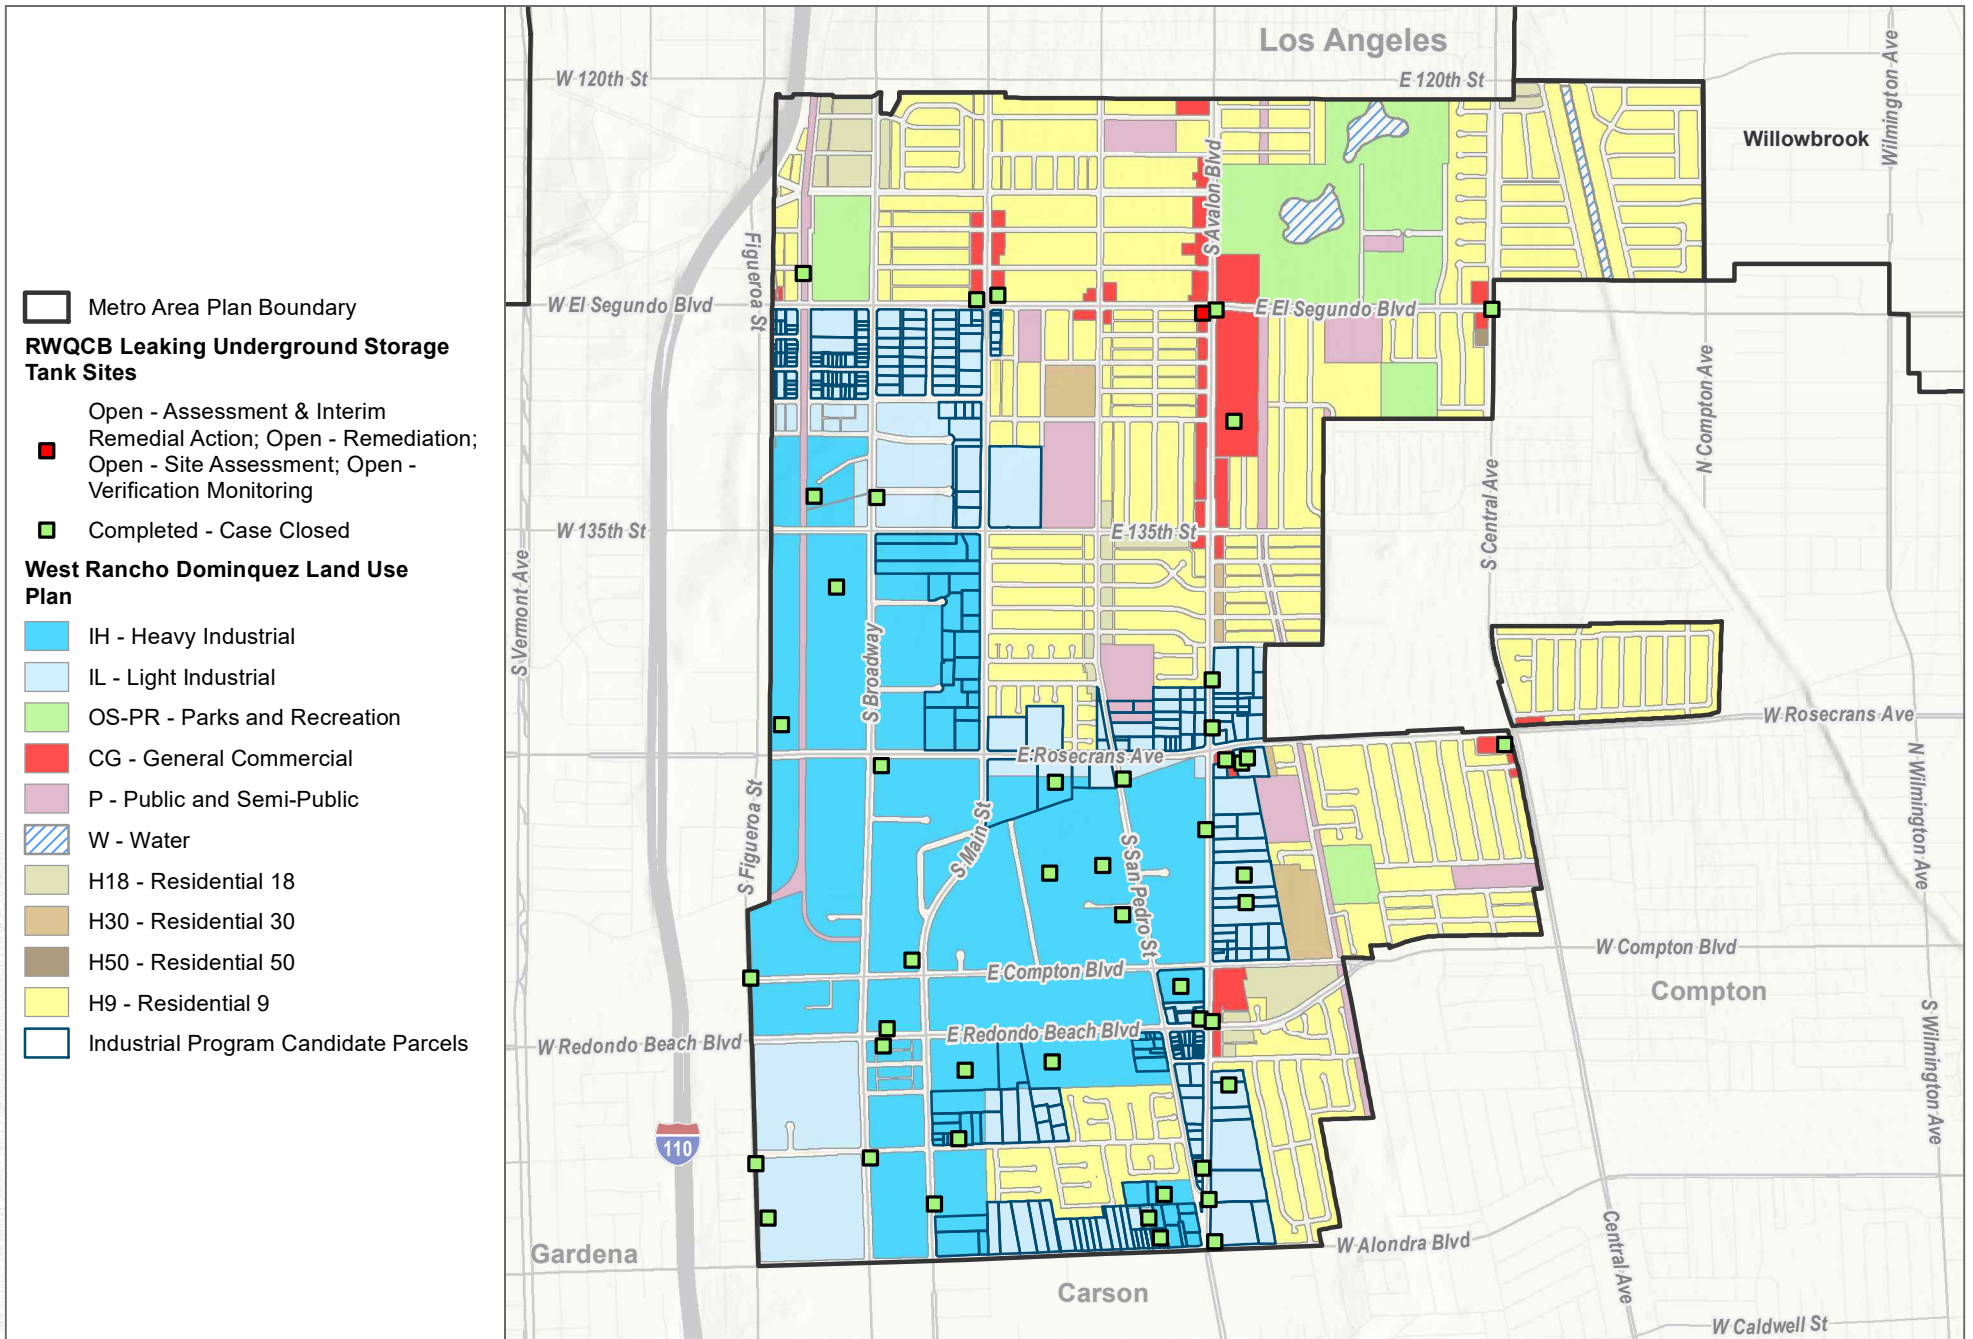 Metro Area Plan Boundary
RWQCB Leaking Underground Storage
Tank Sites
Open - Assessment & Interim
Remedial Action; Open - Remediation;
Open - Site Assessment; Open -
Verification Monitoring
Completed - Case Closed
West Rancho Dominquez Land Use
Plan
IH - Heavy Industrial
IL - Light Industrial
OS-PR - Parks and Recreation
CG - General Commercial
P - Public and Semi-Public
W - Water
H18 - Residential 18
H30 - Residential 30
H50 - Residential 50
H9 - Residential 9
Industrial Program Candidate Parcels
Los Angeles
W 120th St
E 120th St
Wilmington Ave
Willowbrook
S Avalon Blvd
Figueroa St
W El Segundo Blvd
E El Segundo Blvd
N Compton Ave
S Central Ave
W 135th St
E 135th St
S Vermont Ave
S Broadway
W Rosecrans Ave
E Rosecrans Ave
N Wilmington Ave
S Figueroa St
S Main St
S San Pedro St
W Compton Blvd
E Compton Blvd
Compton
W Redondo Beach Blvd
E Redondo Beach Blvd
S Wilmington Ave
110
Gardena
W Alondra Blvd
Central Ave
Carson
W Caldwell St